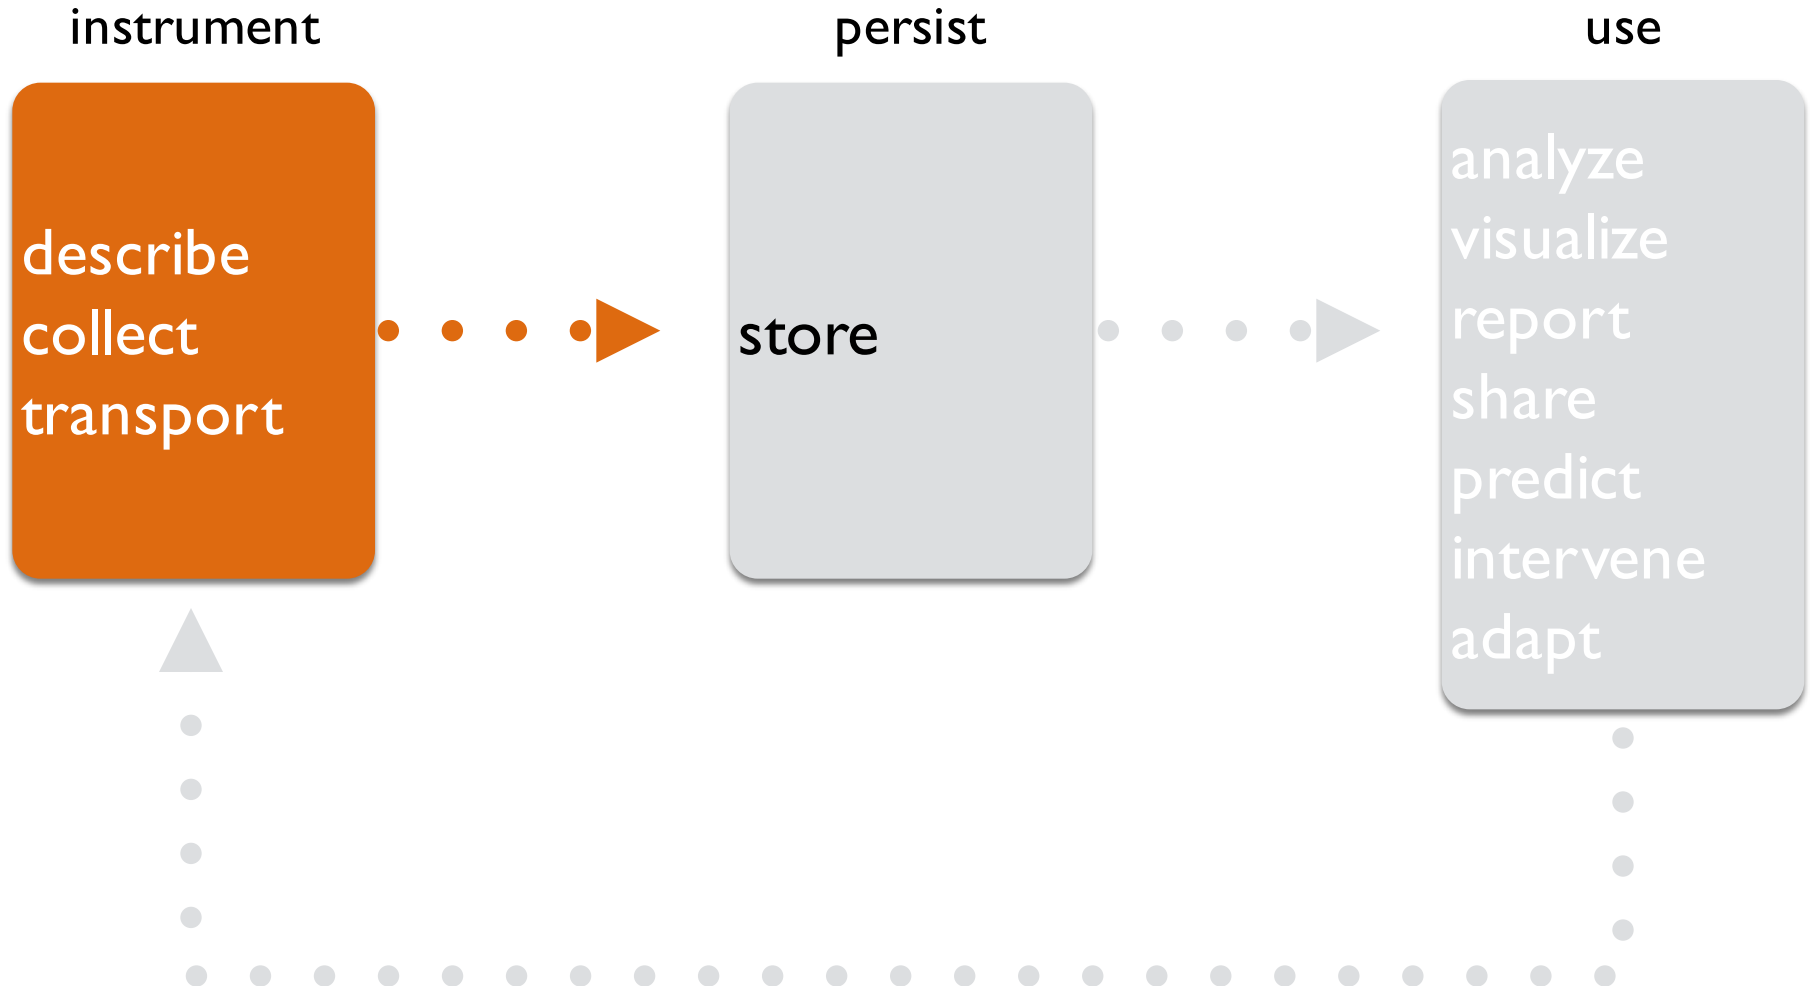 instrument
describe
collect
transport
persist
store
use
analyze
visualize
report
share
predict
intervene
adapt